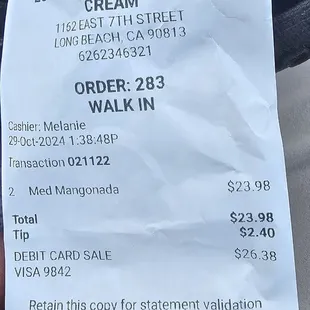 CREAM
1162 EAST 7TH STREET
LONG BEACH, CA 90813
6262346321
ORDER: 283
WALK IN
Cashier: Melanie
29-Oct-2024 1:38:48P
Transaction 021122
2 Med Mangonada $23.98
Total $23.98
Tip $2.40
DEBIT CARD SALE $26.38
VISA 9842
Retain this copy for statement validation